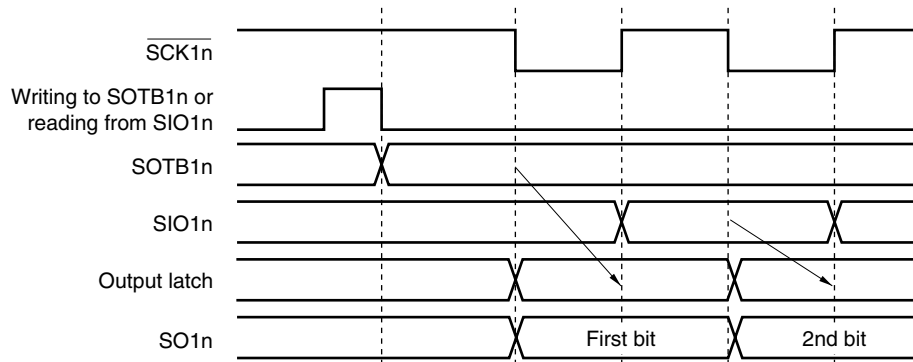 SCK1n
Writing to SOTB1n or
reading from SIO1n
SOTB1n
SIO1n
Output latch
SO1n
First bit
2nd bit